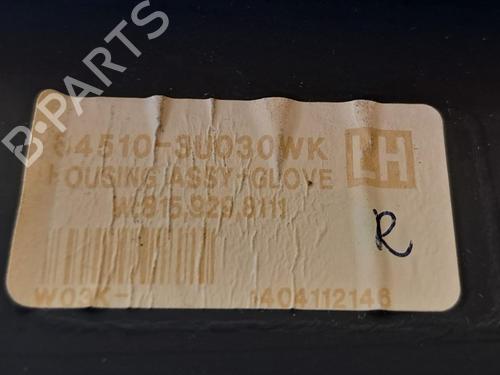 84510-3U030WK
LH
HOUSING ASSY-GLOVE
815.929.8111
R
W03K-
1404112146
B-PARTS